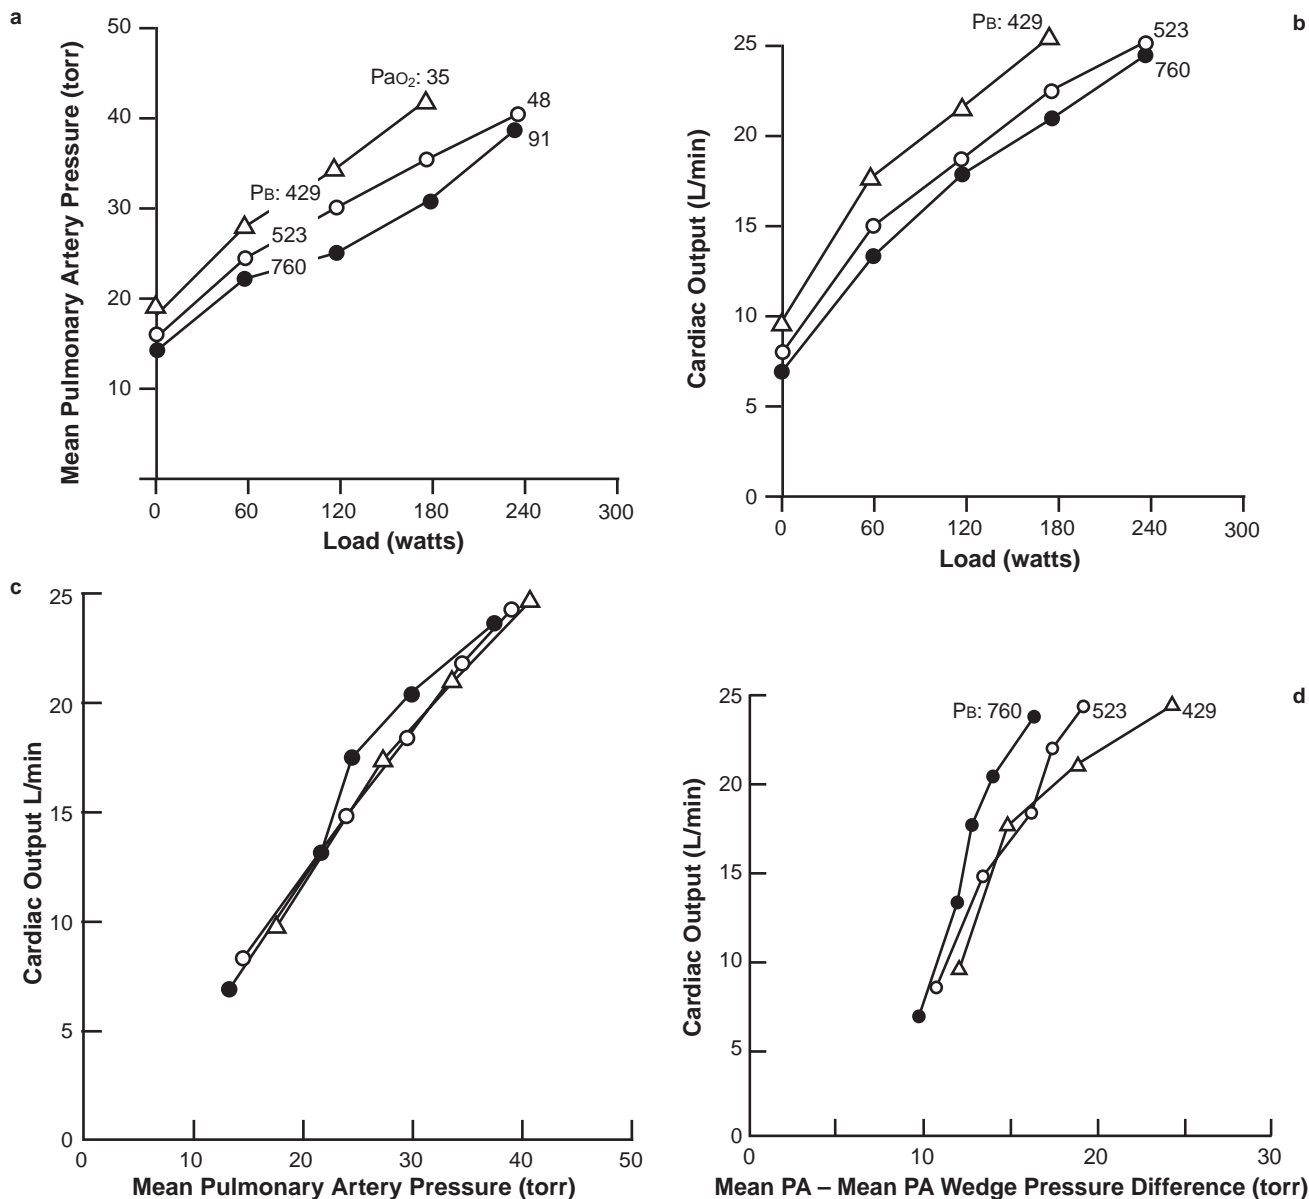 a
50
40
30
20
10
Mean Pulmonary Artery Pressure (torr)
PaO2: 35
48
91
PB: 429
523
760
0 60 120 180 240 300
Load (watts)
b
25
20
15
10
5
0
Cardiac Output (L/min)
PB: 429
523
760
0 60 120 180 240 300
Load (watts)
c
25
20
15
10
5
0
Cardiac Output L/min
0 10 20 30 40 50
Mean Pulmonary Artery Pressure (torr)
d
25
20
15
10
5
0
Cardiac Output (L/min)
PB: 760
523
429
0 10 20 30
Mean PA – Mean PA Wedge Pressure Difference (torr)